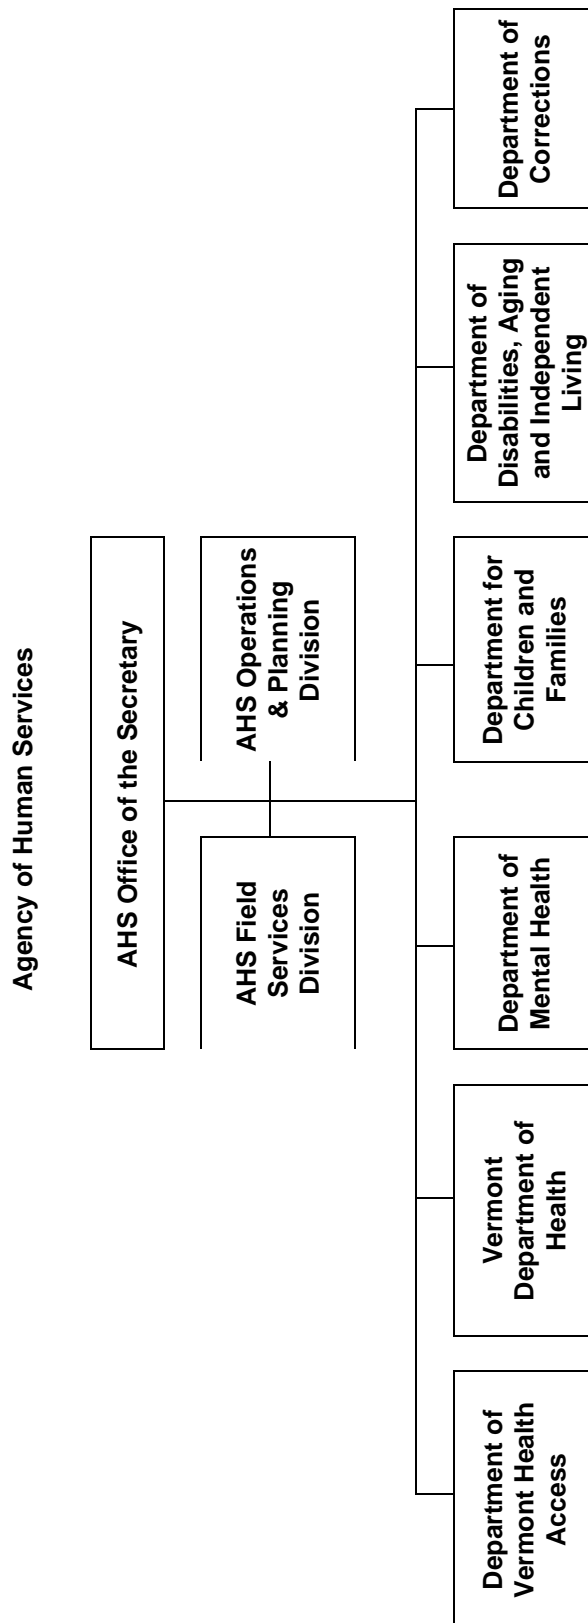 Agency of Human Services
AHS Office of the Secretary
AHS Field
Services
Division
AHS Operations
& Planning
Division
Department of
Vermont Health
Access
Vermont
Department of
Health
Department of
Mental Health
Department for
Children and
Families
Department of
Disabilities, Aging
and Independent
Living
Department of
Corrections